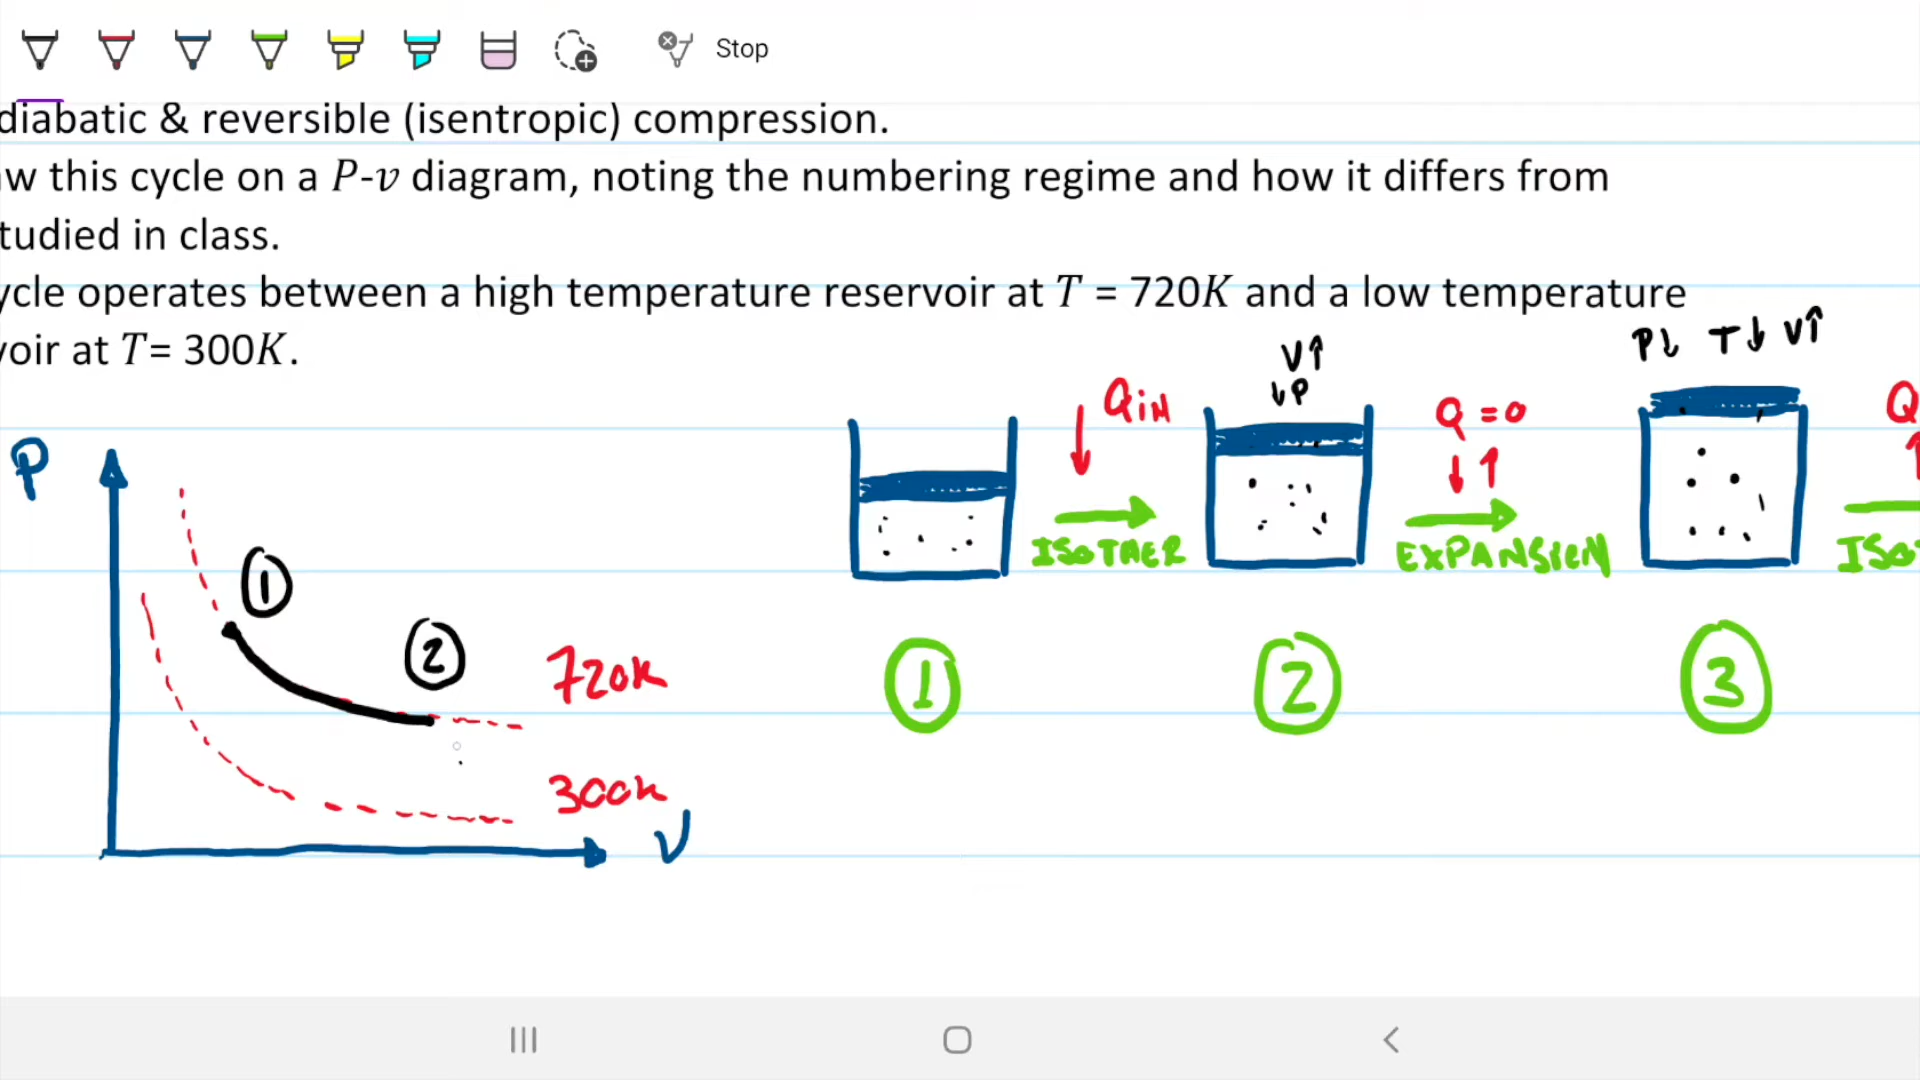 Stop
diabatic & reversible (isentropic) compression.
aw this cycle on a P-v diagram, noting the numbering regime and how it differs from
tudied in class.
ycle operates between a high temperature reservoir at T = 720K and a low temperature
voir at T= 300K.
P↓ T↓ V↑
V↑
↓P
Qin
Q = 0
Q
P
ISOTHER
EXPANSION
ISO
1
2
720K
1
2
3
300K
V